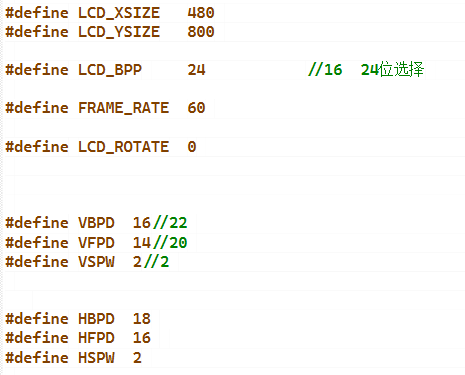 #define LCD_XSIZE   480
#define LCD_YSIZE   800
#define LCD_BPP     24           //16  24位选择
#define FRAME_RATE  60
#define LCD_ROTATE  0
#define VBPD  16//22
#define VFPD  14//20
#define VSPW  2//2
#define HBPD  18
#define HFPD  16
#define HSPW  2